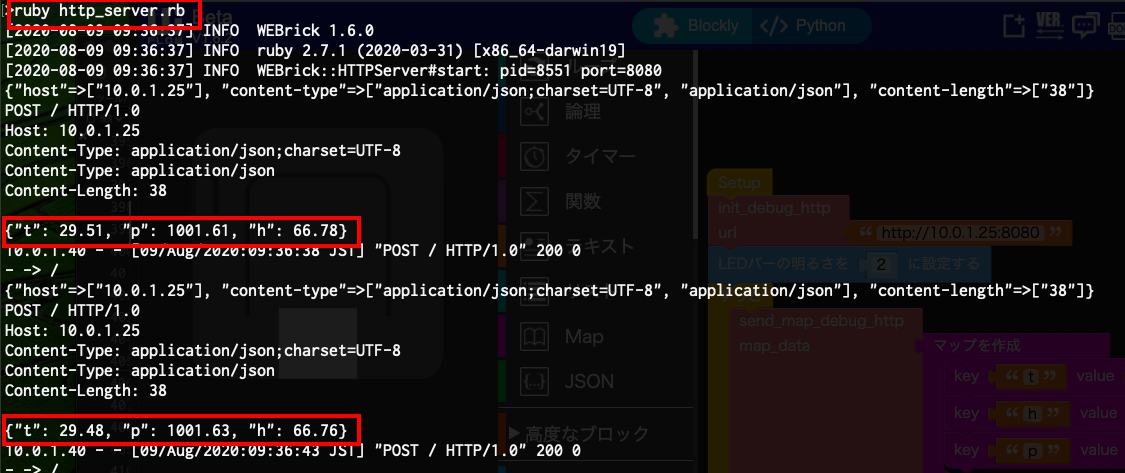 >ruby http_server.rb
[2020-08-09 09:36:37] INFO  WEBrick 1.6.0
[2020-08-09 09:36:37] INFO  ruby 2.7.1 (2020-03-31) [x86_64-darwin19]
[2020-08-09 09:36:37] INFO  WEBrick::HTTPServer#start: pid=8551 port=8080
{"host"=>["10.0.1.25"], "content-type"=>["application/json;charset=UTF-8", "application/json"], "content-length"=>["38"]}
POST / HTTP/1.0
Host: 10.0.1.25
Content-Type: application/json;charset=UTF-8
Content-Type: application/json
Content-Length: 38
{"t": 29.51, "p": 1001.61, "h": 66.78}
10.0.1.40 - - [09/Aug/2020:09:36:38 JST] "POST / HTTP/1.0" 200 0
- -> /
{"host"=>["10.0.1.25"], "content-type"=>["application/json;charset=UTF-8", "application/json"], "content-length"=>["38"]}
POST / HTTP/1.0
Host: 10.0.1.25
Content-Type: application/json;charset=UTF-8
Content-Type: application/json
Content-Length: 38
{"t": 29.48, "p": 1001.63, "h": 66.76}
10.0.1.40 - - [09/Aug/2020:09:36:43 JST] "POST / HTTP/1.0" 200 0
- -> /
Beta
Blockly
Python
VER.
ループ
論理
タイマー
関数
テキスト
Map
JSON
高度なブロック
Setup
init_debug_http
url “ http://10.0.1.25:8080 ”
LEDバーの明るさを 2 に設定する
send_map_debug_http
map_data マップを作成
key “ t ” value
key “ h ” value
key “ p ” value